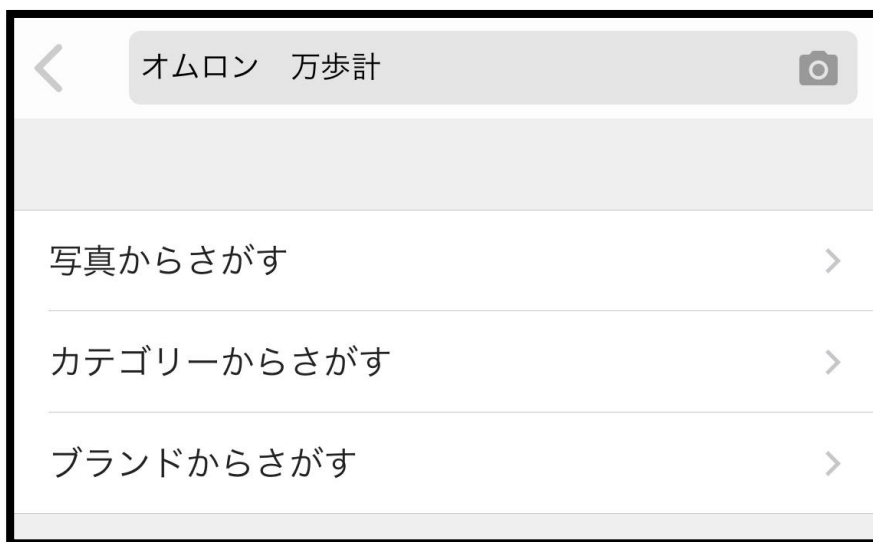 オムロン　万歩計
写真からさがす
カテゴリーからさがす
ブランドからさがす